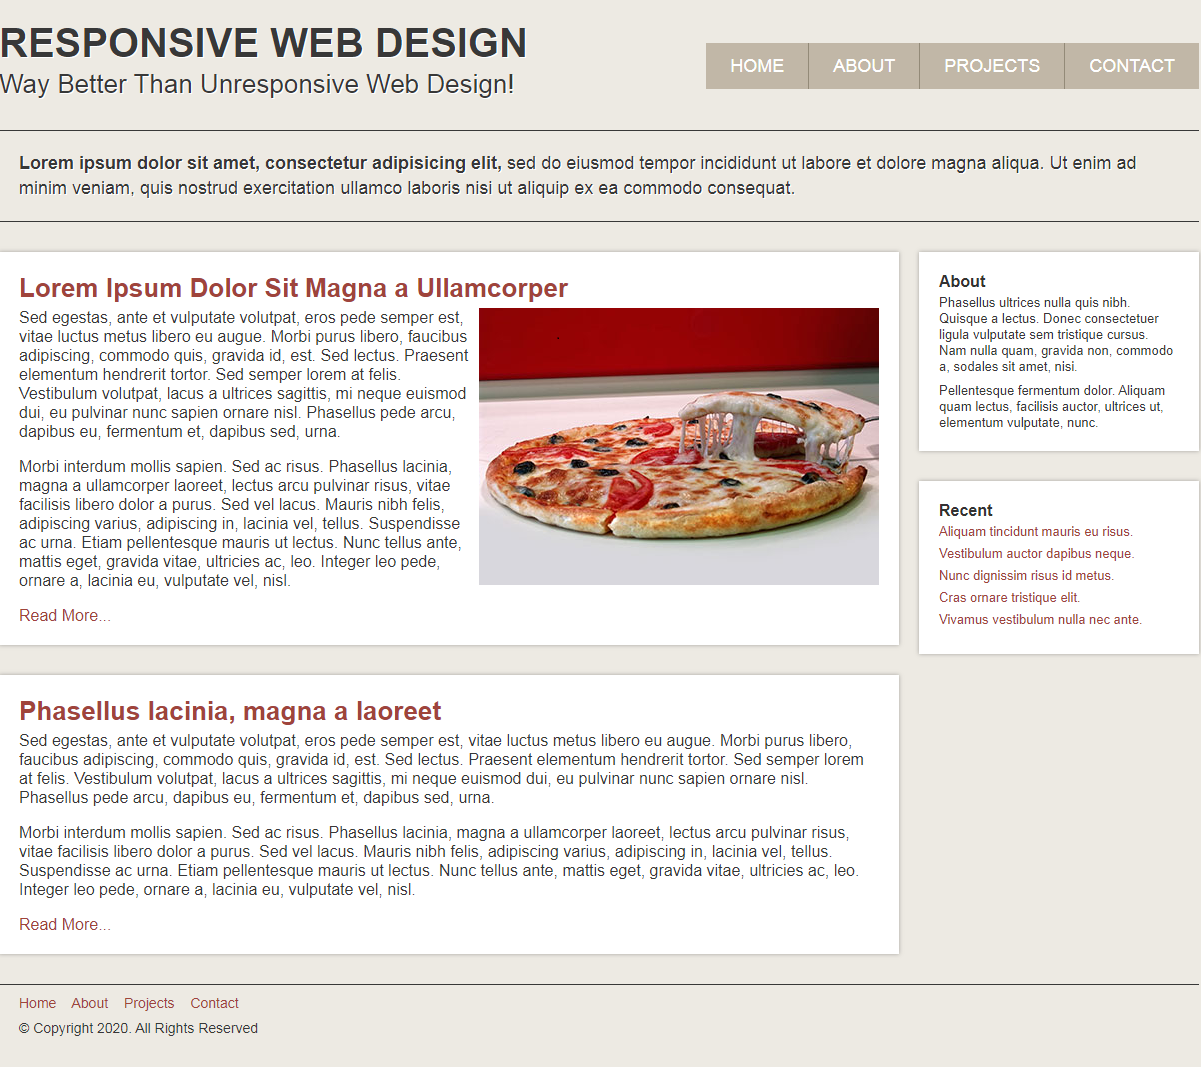 RESPONSIVE WEB DESIGN
Way Better Than Unresponsive Web Design!
HOME ABOUT PROJECTS CONTACT
Lorem ipsum dolor sit amet, consectetur adipisicing elit, sed do eiusmod tempor incididunt ut labore et dolore magna aliqua. Ut enim ad
minim veniam, quis nostrud exercitation ullamco laboris nisi ut aliquip ex ea commodo consequat.
Lorem Ipsum Dolor Sit Magna a Ullamcorper
Sed egestas, ante et vulputate volutpat, eros pede semper est,
vitae luctus metus libero eu augue. Morbi purus libero, faucibus
adipiscing, commodo quis, gravida id, est. Sed lectus. Praesent
elementum hendrerit tortor. Sed semper lorem at felis.
Vestibulum volutpat, lacus a ultrices sagittis, mi neque euismod
dui, eu pulvinar nunc sapien ornare nisl. Phasellus pede arcu,
dapibus eu, fermentum et, dapibus sed, urna.
Morbi interdum mollis sapien. Sed ac risus. Phasellus lacinia,
magna a ullamcorper laoreet, lectus arcu pulvinar risus, vitae
facilisis libero dolor a purus. Sed vel lacus. Mauris nibh felis,
adipiscing varius, adipiscing in, lacinia vel, tellus. Suspendisse
ac urna. Etiam pellentesque mauris ut lectus. Nunc tellus ante,
mattis eget, gravida vitae, ultricies ac, leo. Integer leo pede,
ornare a, lacinia eu, vulputate vel, nisl.
Read More...
Phasellus lacinia, magna a laoreet
Sed egestas, ante et vulputate volutpat, eros pede semper est, vitae luctus metus libero eu augue. Morbi purus libero,
faucibus adipiscing, commodo quis, gravida id, est. Sed lectus. Praesent elementum hendrerit tortor. Sed semper lorem
at felis. Vestibulum volutpat, lacus a ultrices sagittis, mi neque euismod dui, eu pulvinar nunc sapien ornare nisl.
Phasellus pede arcu, dapibus eu, fermentum et, dapibus sed, urna.
Morbi interdum mollis sapien. Sed ac risus. Phasellus lacinia, magna a ullamcorper laoreet, lectus arcu pulvinar risus,
vitae facilisis libero dolor a purus. Sed vel lacus. Mauris nibh felis, adipiscing varius, adipiscing in, lacinia vel, tellus.
Suspendisse ac urna. Etiam pellentesque mauris ut lectus. Nunc tellus ante, mattis eget, gravida vitae, ultricies ac, leo.
Integer leo pede, ornare a, lacinia eu, vulputate vel, nisl.
Read More...
About
Phasellus ultrices nulla quis nibh.
Quisque a lectus. Donec consectetuer
ligula vulputate sem tristique cursus.
Nam nulla quam, gravida non, commodo
a, sodales sit amet, nisi.
Pellentesque fermentum dolor. Aliquam
quam lectus, facilisis auctor, ultrices ut,
elementum vulputate, nunc.
Recent
Aliquam tincidunt mauris eu risus.
Vestibulum auctor dapibus neque.
Nunc dignissim risus id metus.
Cras ornare tristique elit.
Vivamus vestibulum nulla nec ante.
Home About Projects Contact
© Copyright 2020. All Rights Reserved